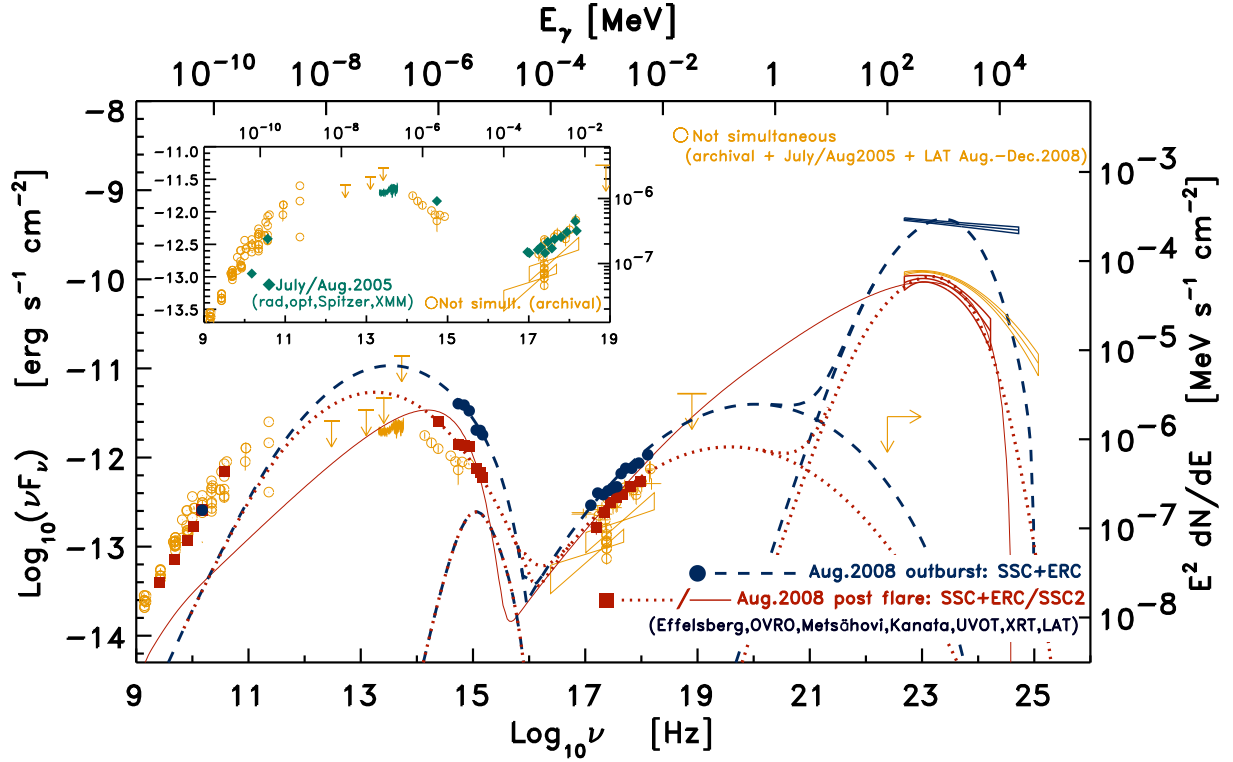 E_γ [MeV]
10^-10 10^-8 10^-6 10^-4 10^-2 1 10^2 10^4
-8
-9
-10
-11
-12
-13
-14
Log_10(νF_ν) [erg s^-1 cm^-2]
10^-10 10^-8 10^-6 10^-4 10^-2
-11.0
-11.5
-12.0
-12.5
-13.0
-13.5
10^-6
10^-7
July/Aug.2005
(rad,opt,Spitzer,XMM)
Not simult. (archival)
9 11 13 15 17 19
Not simultaneous
(archival + July/Aug2005 + LAT Aug.-Dec.2008)
10^-3
10^-4
10^-5
10^-6
10^-7
10^-8
E^2 dN/dE [MeV s^-1 cm^-2]
Aug.2008 outburst: SSC+ERC
/ Aug.2008 post flare: SSC+ERC/SSC2
(Effelsberg,OVRO,Metsähovi,Kanata,UVOT,XRT,LAT)
9 11 13 15 17 19 21 23 25
Log_10 ν [Hz]